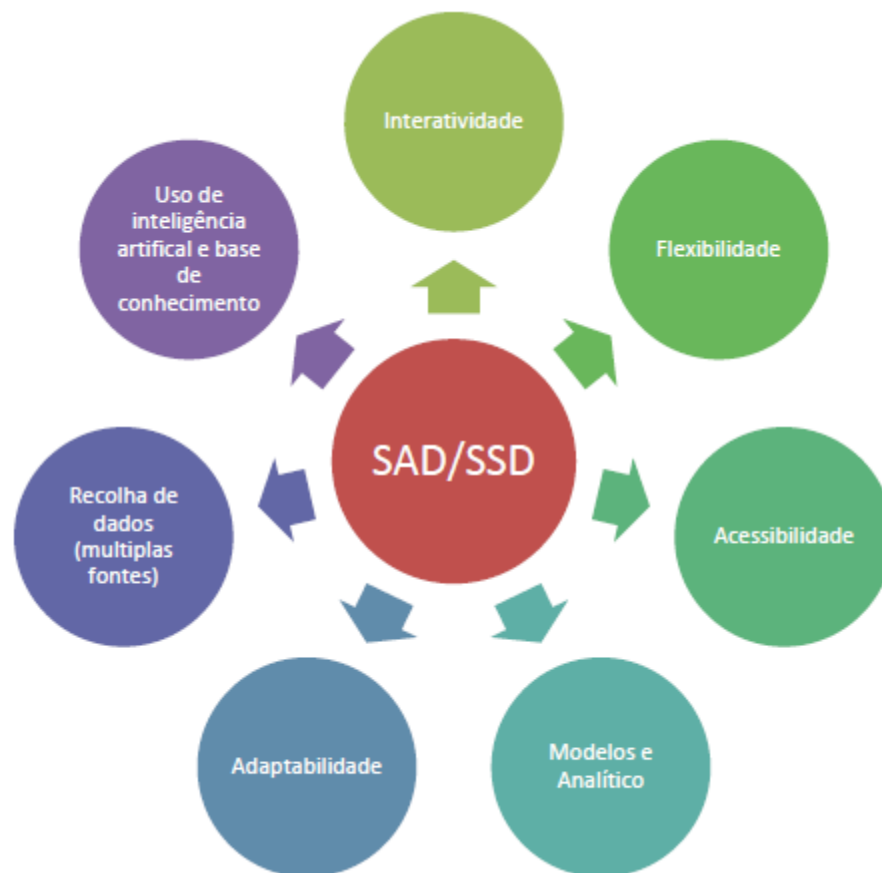 Interatividade
Flexibilidade
Acessibilidade
Modelos e
Analítico
Adaptabilidade
Recolha de
dados
(multiplas
fontes)
Uso de
inteligência
artifical e base
de
conhecimento
SAD/SSD